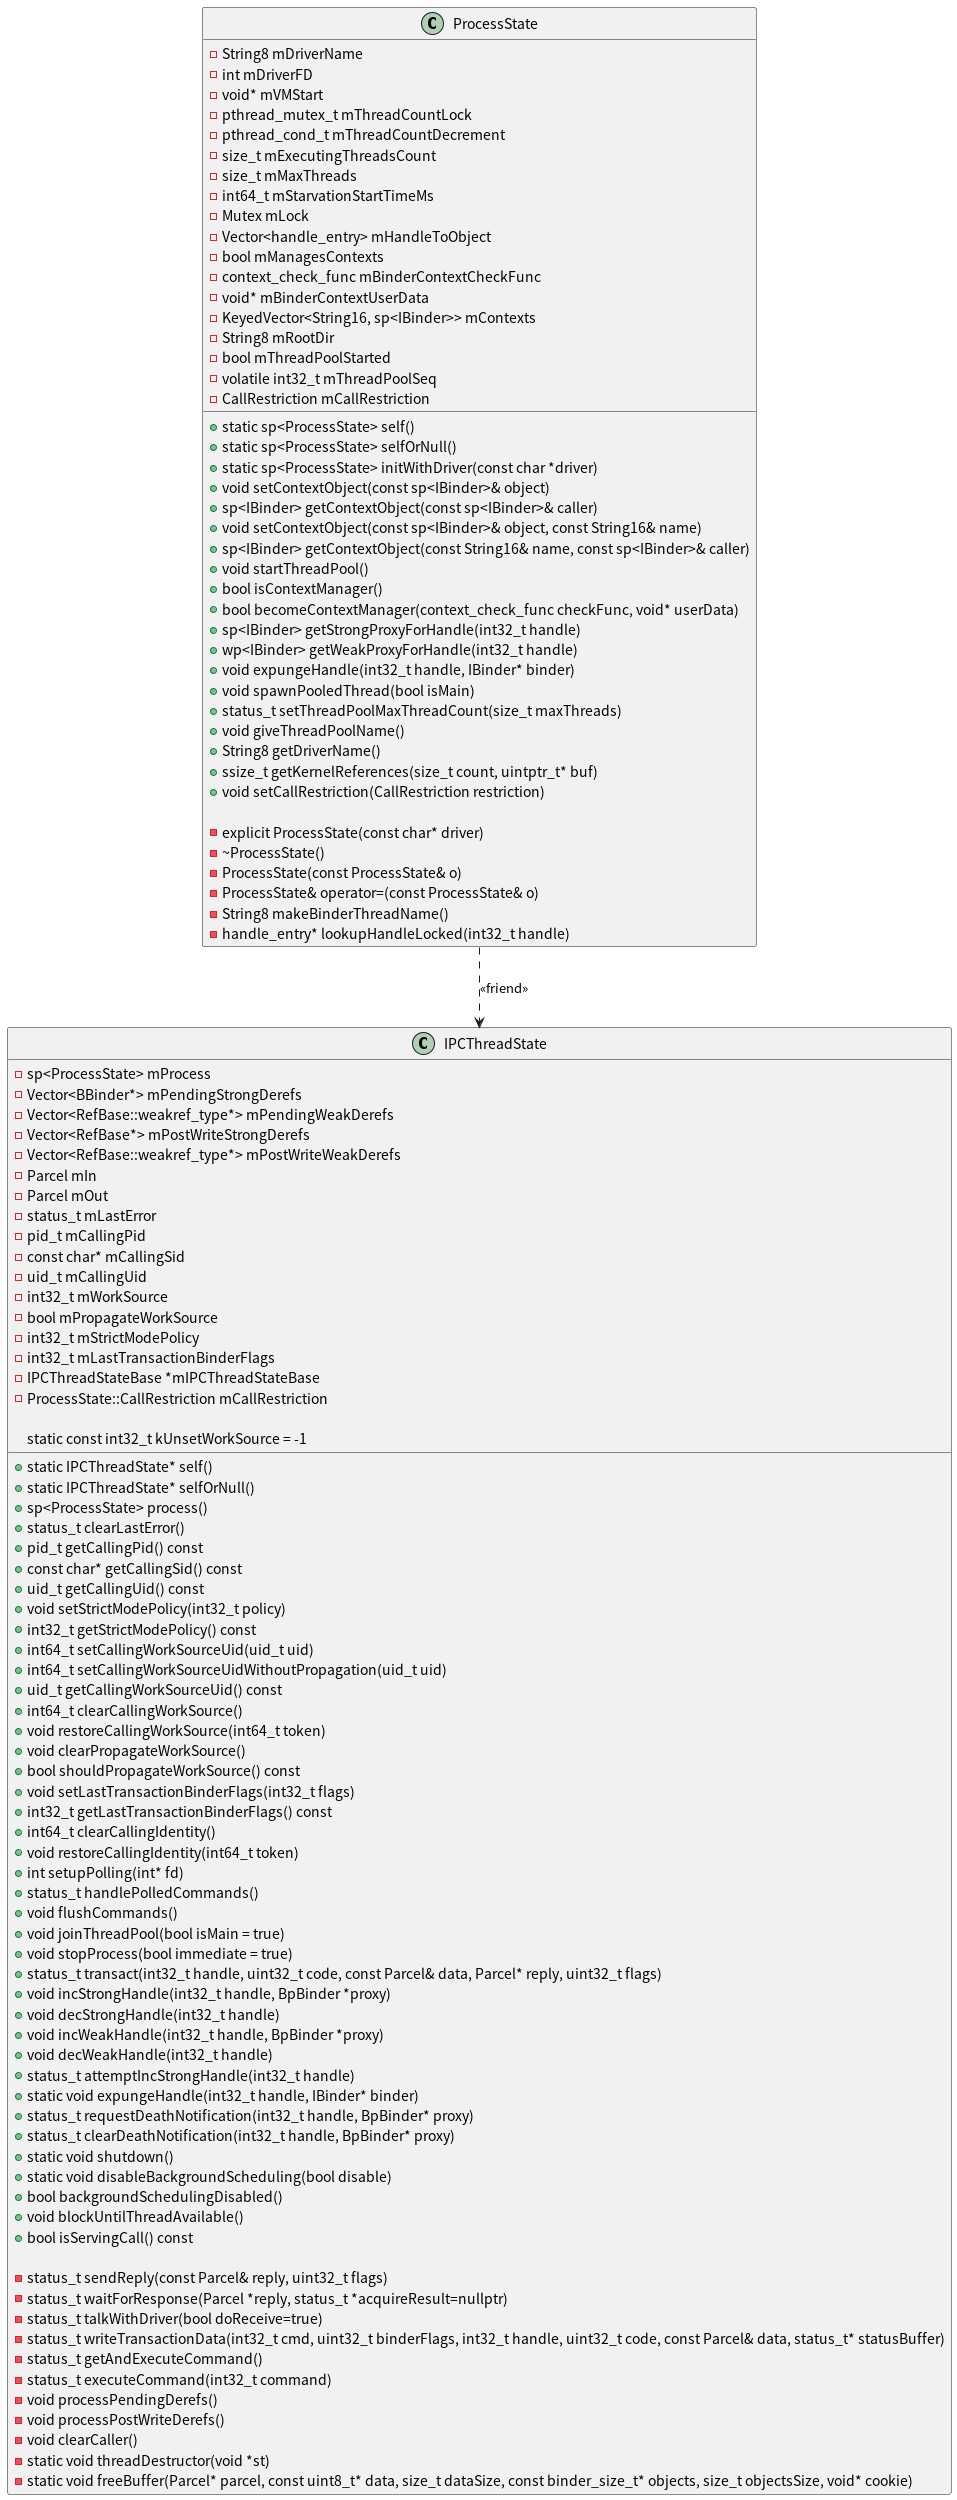 C ProcessState
String8 mDriverName
int mDriverFD
void* mVMStart
pthread_mutex_t mThreadCountLock
pthread_cond_t mThreadCountDecrement
size_t mExecutingThreadsCount
size_t mMaxThreads
int64_t mStarvationStartTimeMs
Mutex mLock
Vector<handle_entry> mHandleToObject
bool mManagesContexts
context_check_func mBinderContextCheckFunc
void* mBinderContextUserData
KeyedVector<String16, sp<IBinder>> mContexts
String8 mRootDir
bool mThreadPoolStarted
volatile int32_t mThreadPoolSeq
CallRestriction mCallRestriction
static sp<ProcessState> self()
static sp<ProcessState> selfOrNull()
static sp<ProcessState> initWithDriver(const char *driver)
void setContextObject(const sp<IBinder>& object)
sp<IBinder> getContextObject(const sp<IBinder>& caller)
void setContextObject(const sp<IBinder>& object, const String16& name)
sp<IBinder> getContextObject(const String16& name, const sp<IBinder>& caller)
void startThreadPool()
bool isContextManager()
bool becomeContextManager(context_check_func checkFunc, void* userData)
sp<IBinder> getStrongProxyForHandle(int32_t handle)
wp<IBinder> getWeakProxyForHandle(int32_t handle)
void expungeHandle(int32_t handle, IBinder* binder)
void spawnPooledThread(bool isMain)
status_t setThreadPoolMaxThreadCount(size_t maxThreads)
void giveThreadPoolName()
String8 getDriverName()
ssize_t getKernelReferences(size_t count, uintptr_t* buf)
void setCallRestriction(CallRestriction restriction)
explicit ProcessState(const char* driver)
~ProcessState()
ProcessState(const ProcessState& o)
ProcessState& operator=(const ProcessState& o)
String8 makeBinderThreadName()
handle_entry* lookupHandleLocked(int32_t handle)
«friend»
C IPCThreadState
sp<ProcessState> mProcess
Vector<BBinder*> mPendingStrongDerefs
Vector<RefBase::weakref_type*> mPendingWeakDerefs
Vector<RefBase*> mPostWriteStrongDerefs
Vector<RefBase::weakref_type*> mPostWriteWeakDerefs
Parcel mIn
Parcel mOut
status_t mLastError
pid_t mCallingPid
const char* mCallingSid
uid_t mCallingUid
int32_t mWorkSource
bool mPropagateWorkSource
int32_t mStrictModePolicy
int32_t mLastTransactionBinderFlags
IPCThreadStateBase *mIPCThreadStateBase
ProcessState::CallRestriction mCallRestriction
static const int32_t kUnsetWorkSource = -1
static IPCThreadState* self()
static IPCThreadState* selfOrNull()
sp<ProcessState> process()
status_t clearLastError()
pid_t getCallingPid() const
const char* getCallingSid() const
uid_t getCallingUid() const
void setStrictModePolicy(int32_t policy)
int32_t getStrictModePolicy() const
int64_t setCallingWorkSourceUid(uid_t uid)
int64_t setCallingWorkSourceUidWithoutPropagation(uid_t uid)
uid_t getCallingWorkSourceUid() const
int64_t clearCallingWorkSource()
void restoreCallingWorkSource(int64_t token)
void clearPropagateWorkSource()
bool shouldPropagateWorkSource() const
void setLastTransactionBinderFlags(int32_t flags)
int32_t getLastTransactionBinderFlags() const
int64_t clearCallingIdentity()
void restoreCallingIdentity(int64_t token)
int setupPolling(int* fd)
status_t handlePolledCommands()
void flushCommands()
void joinThreadPool(bool isMain = true)
void stopProcess(bool immediate = true)
status_t transact(int32_t handle, uint32_t code, const Parcel& data, Parcel* reply, uint32_t flags)
void incStrongHandle(int32_t handle, BpBinder *proxy)
void decStrongHandle(int32_t handle)
void incWeakHandle(int32_t handle, BpBinder *proxy)
void decWeakHandle(int32_t handle)
status_t attemptIncStrongHandle(int32_t handle)
static void expungeHandle(int32_t handle, IBinder* binder)
status_t requestDeathNotification(int32_t handle, BpBinder* proxy)
status_t clearDeathNotification(int32_t handle, BpBinder* proxy)
static void shutdown()
static void disableBackgroundScheduling(bool disable)
bool backgroundSchedulingDisabled()
void blockUntilThreadAvailable()
bool isServingCall() const
status_t sendReply(const Parcel& reply, uint32_t flags)
status_t waitForResponse(Parcel *reply, status_t *acquireResult=nullptr)
status_t talkWithDriver(bool doReceive=true)
status_t writeTransactionData(int32_t cmd, uint32_t binderFlags, int32_t handle, uint32_t code, const Parcel& data, status_t* statusBuffer)
status_t getAndExecuteCommand()
status_t executeCommand(int32_t command)
void processPendingDerefs()
void processPostWriteDerefs()
void clearCaller()
static void threadDestructor(void *st)
static void freeBuffer(Parcel* parcel, const uint8_t* data, size_t dataSize, const binder_size_t* objects, size_t objectsSize, void* cookie)